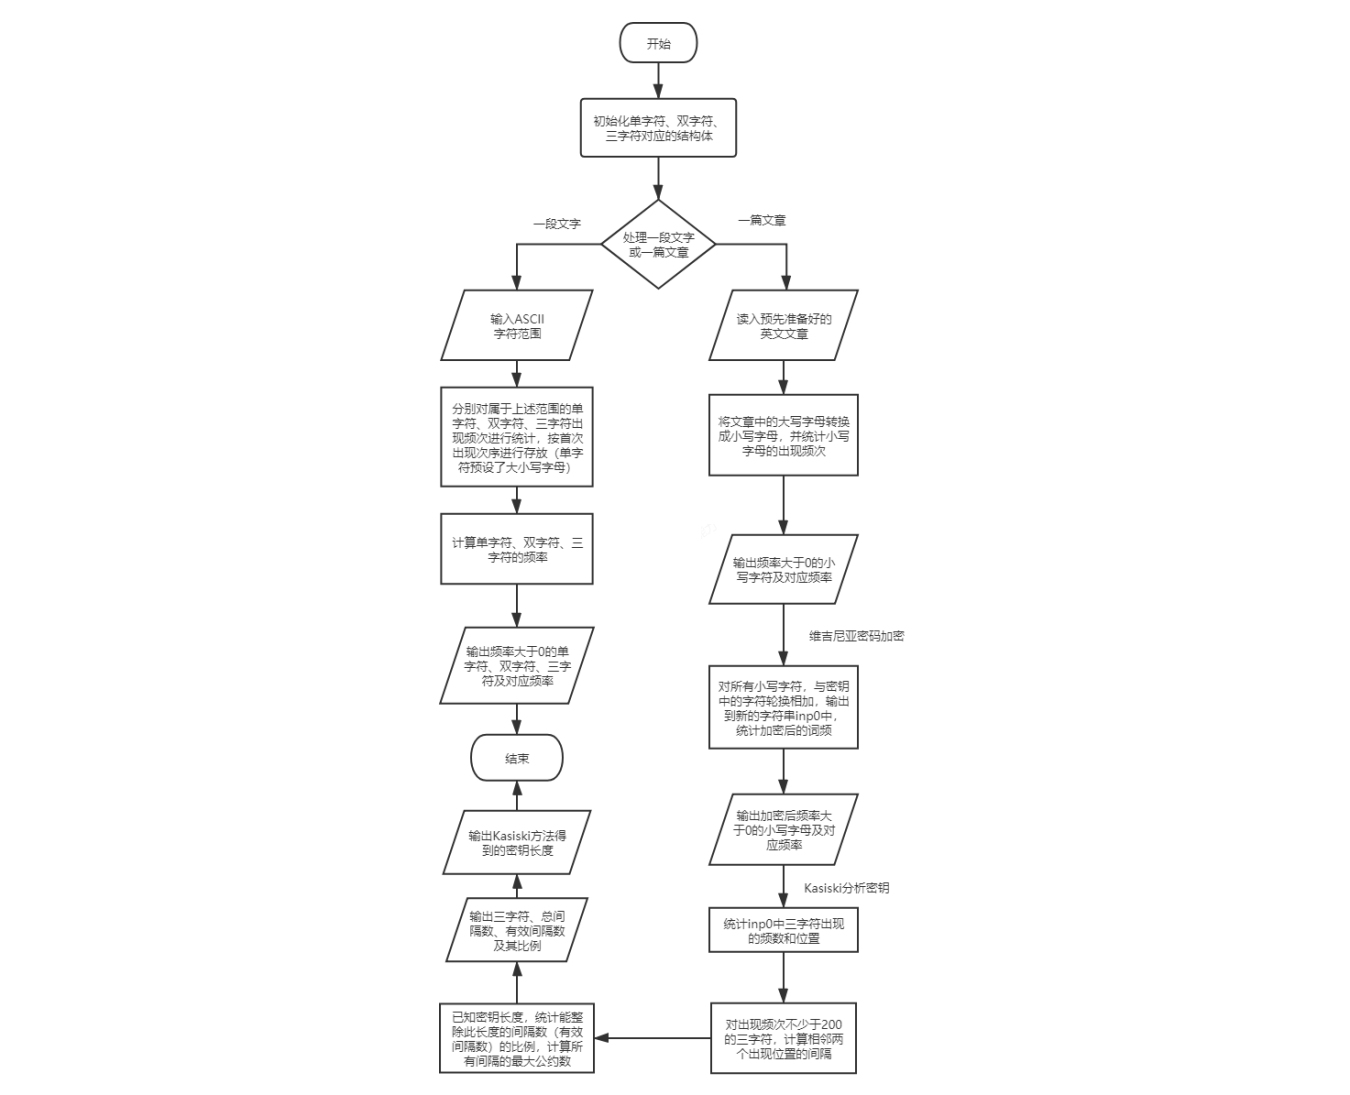 开始
初始化单字符、双字符、
三字符对应的结构体
处理一段文字
或一篇文章
一段文字
一篇文章
输入ASCII
字符范围
分别对属于上述范围的单
字符、双字符、三字符出
现频次进行统计，按首次
出现次序进行存放（单字
符预设了大小写字母）
计算单字符、双字符、三
字符的频率
输出频率大于0的单
字符、双字符、三字
符及对应频率
结束
读入预先准备好的
英文文章
将文章中的大写字母转换
成小写字母，并统计小写
字母的出现频次
输出频率大于0的小
写字符及对应频率
维吉尼亚密码加密
对所有小写字符，与密钥
中的字符轮换相加，输出
到新的字符串inp0中，
统计加密后的词频
输出加密后频率大
于0的小写字母及对
应频率
Kasiski分析密钥
统计inp0中三字符出现
的频数和位置
对出现频次不少于200
的三字符，计算相邻两
个出现位置的间隔
已知密钥长度，统计能整
除此长度的间隔数（有效
间隔数）的比例，计算所
有间隔的最大公约数
输出三字符、总间
隔数、有效间隔数
及其比例
输出Kasiski方法得
到的密钥长度